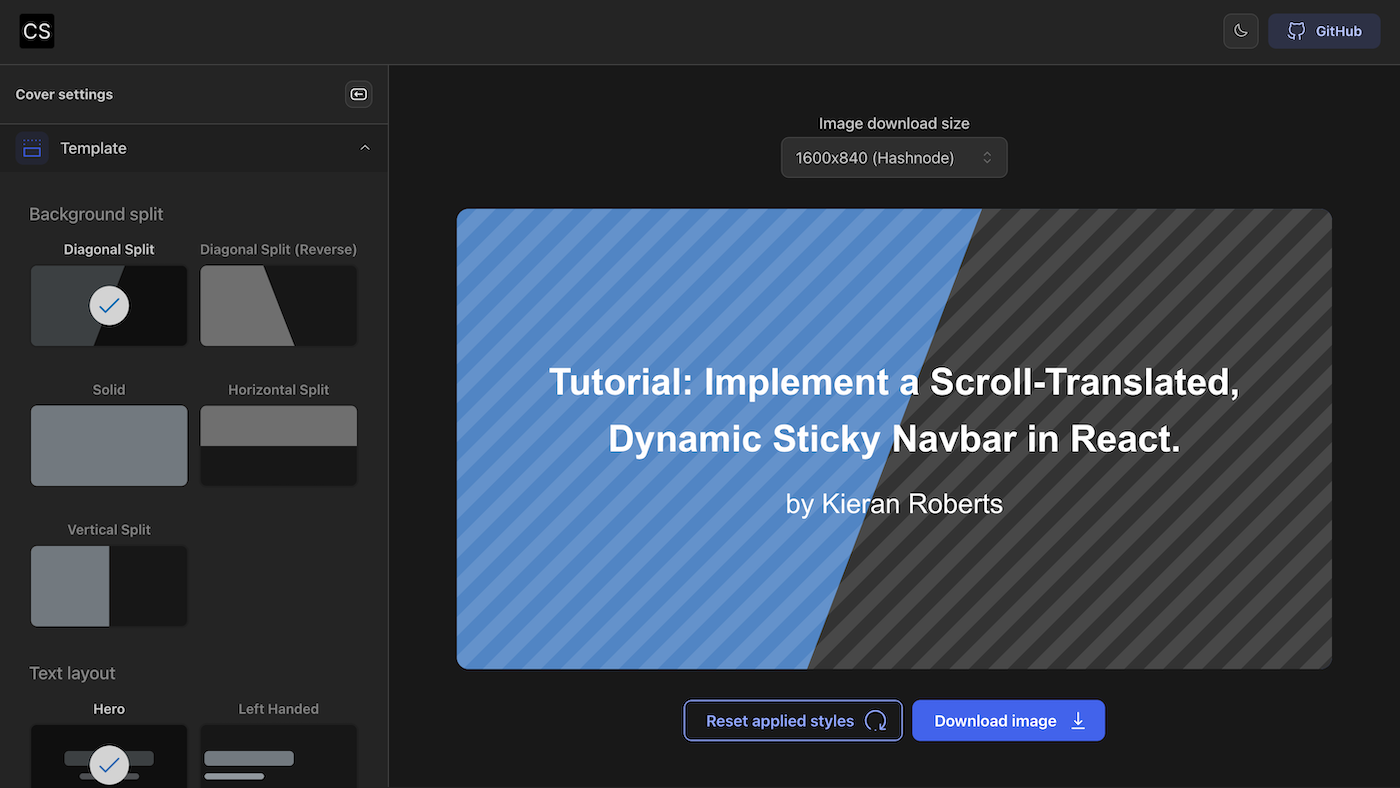 CS
GitHub
Cover settings
Template
Background split
Diagonal Split
Diagonal Split (Reverse)
Solid
Horizontal Split
Vertical Split
Text layout
Hero
Left Handed
Image download size
1600x840 (Hashnode)
Tutorial: Implement a Scroll-Translated,
Dynamic Sticky Navbar in React.
by Kieran Roberts
Reset applied styles
Download image